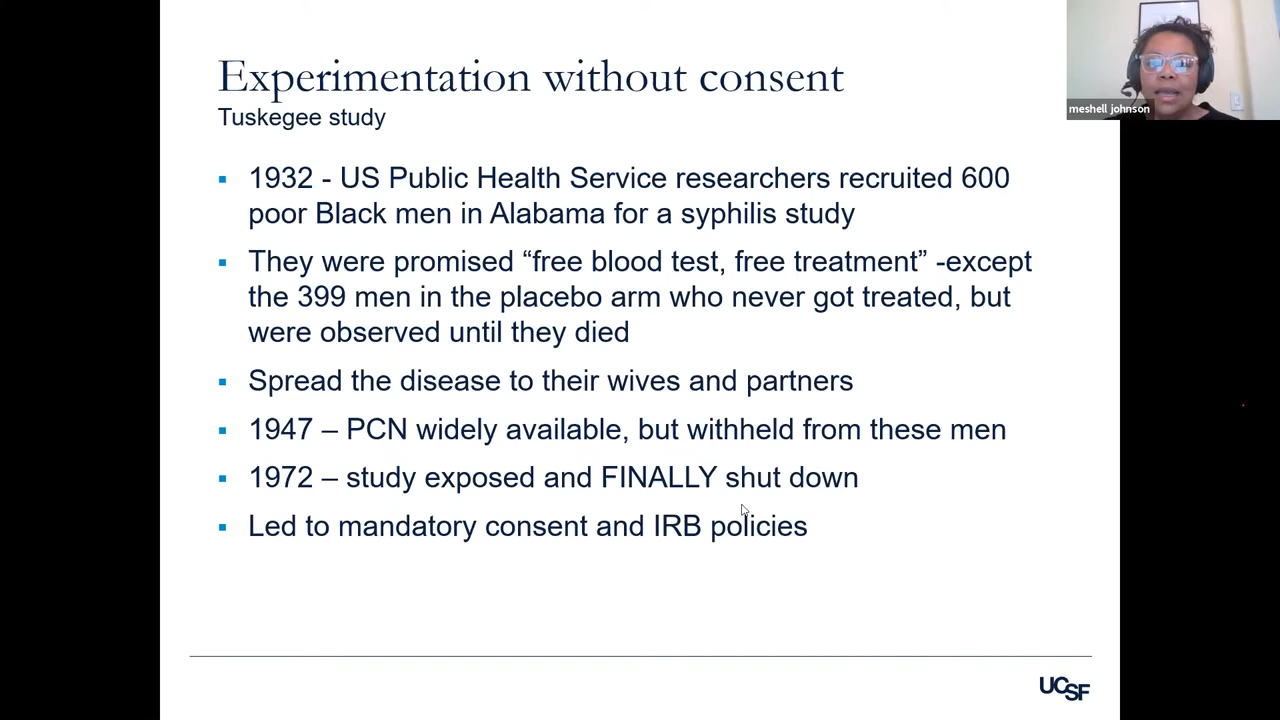 Experimentation without consent
Tuskegee study
▪ 1932 - US Public Health Service researchers recruited 600
poor Black men in Alabama for a syphilis study
▪ They were promised “free blood test, free treatment” -except
the 399 men in the placebo arm who never got treated, but
were observed until they died
▪ Spread the disease to their wives and partners
▪ 1947 – PCN widely available, but withheld from these men
▪ 1972 – study exposed and FINALLY shut down
▪ Led to mandatory consent and IRB policies
UCSF
meshell johnson